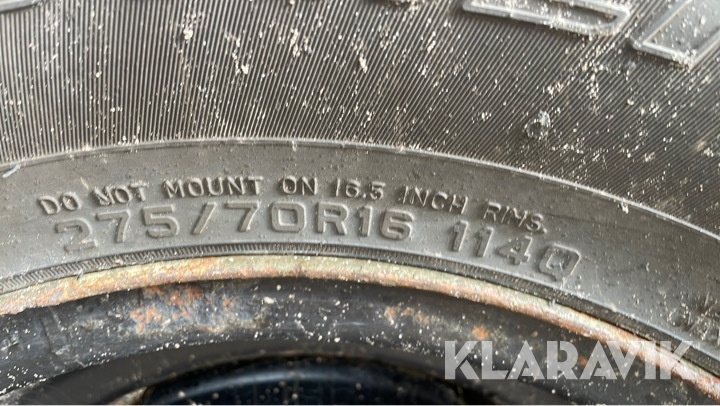 DO NOT MOUNT ON 16.5 INCH RIMS.
275/70R16 114Q
KLARAVIK